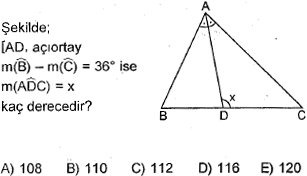 Şekilde;
[AD, açıortay
m(B̂) – m(Ĉ) = 36° ise
m(AD̂C) = x
kaç derecedir?
A
x
B D C
A) 108 B) 110 C) 112 D) 116 E) 120